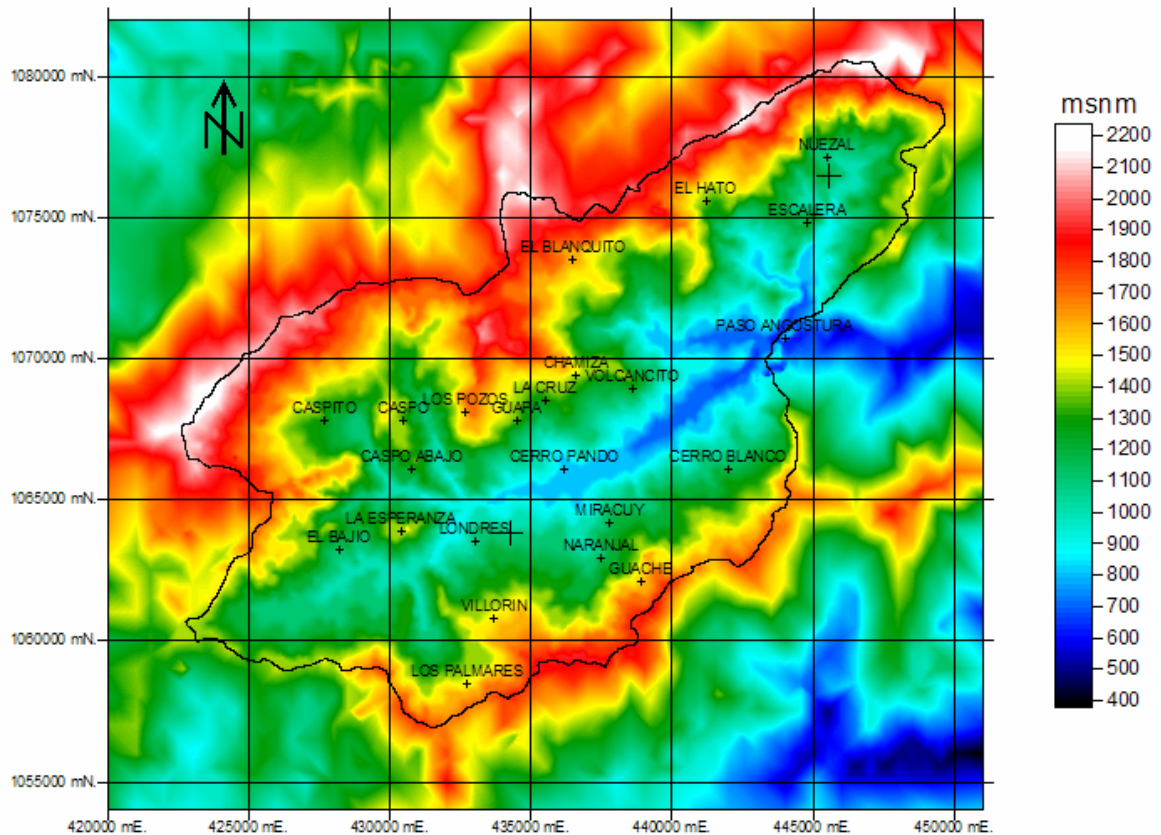 1080000 mN.
1075000 mN.
1070000 mN.
1065000 mN.
1060000 mN.
1055000 mN.
N
NUEZAL
EL HATO
ESCALERA
EL BLANQUITO
PASO ANGOSTURA
CHAMIZA
VOLCANCITO
LA CRUZ
LOS POZOS
GUAPA
CASPITO
CASPO
CASPO ABAJO
CERRO PANDO
CERRO BLANCO
MIRACUY
LA ESPERANZA
LONDRES
EL BAJIO
NARANJAL
GUACHE
VILLORIN
LOS PALMARES
420000 mE.
425000 mE.
430000 mE.
435000 mE.
440000 mE.
445000 mE.
450000 mE.
msnm
2200
2100
2000
1900
1800
1700
1600
1500
1400
1300
1200
1100
1000
900
800
700
600
500
400